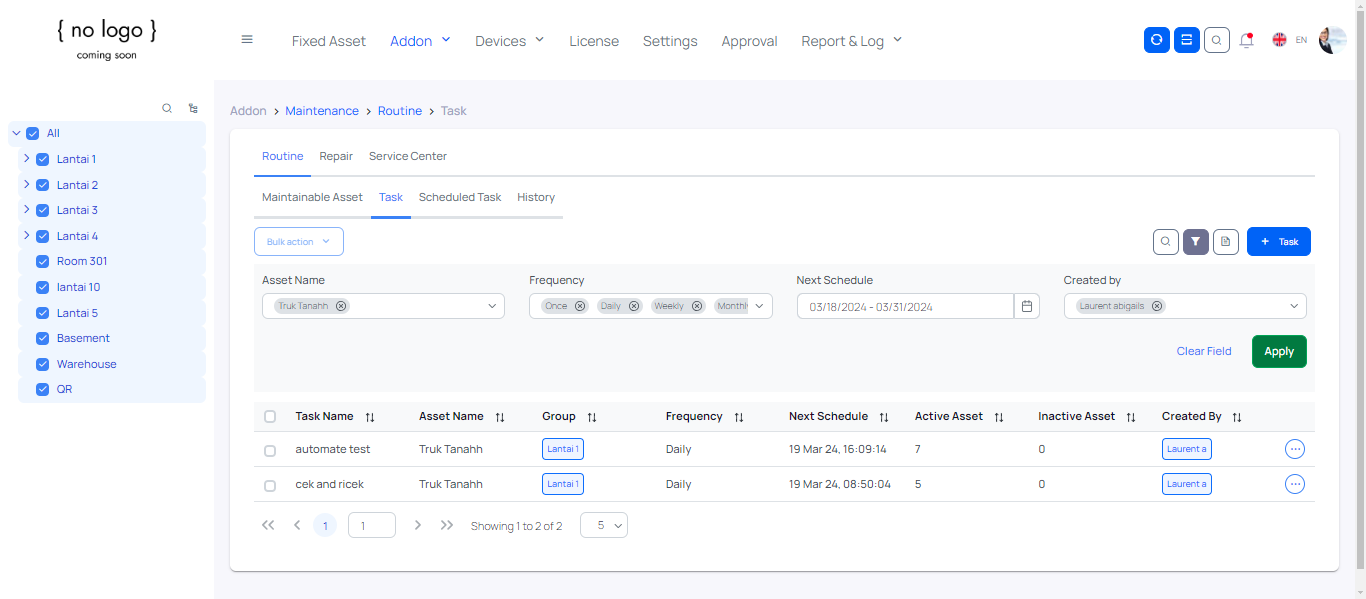 { no logo }
coming soon
Fixed Asset Addon Devices License Settings Approval Report & Log EN
Addon > Maintenance > Routine > Task
All
Lantai 1
Lantai 2
Lantai 3
Lantai 4
Room 301
lantai 10
Lantai 5
Basement
Warehouse
QR
Routine Repair Service Center
Maintainable Asset Task Scheduled Task History
Bulk action + Task
Asset Name Frequency Next Schedule Created by
Truk Tanahh Once Daily Weekly Monthly 03/18/2024 - 03/31/2024 Laurent abigails
Clear Field Apply
Task Name Asset Name Group Frequency Next Schedule Active Asset Inactive Asset Created By
automate test Truk Tanahh Lantai 1 Daily 19 Mar 24, 16:09:14 7 0 Laurent a
cek and ricek Truk Tanahh Lantai 1 Daily 19 Mar 24, 08:50:04 5 0 Laurent a
1 1 Showing 1 to 2 of 2 5